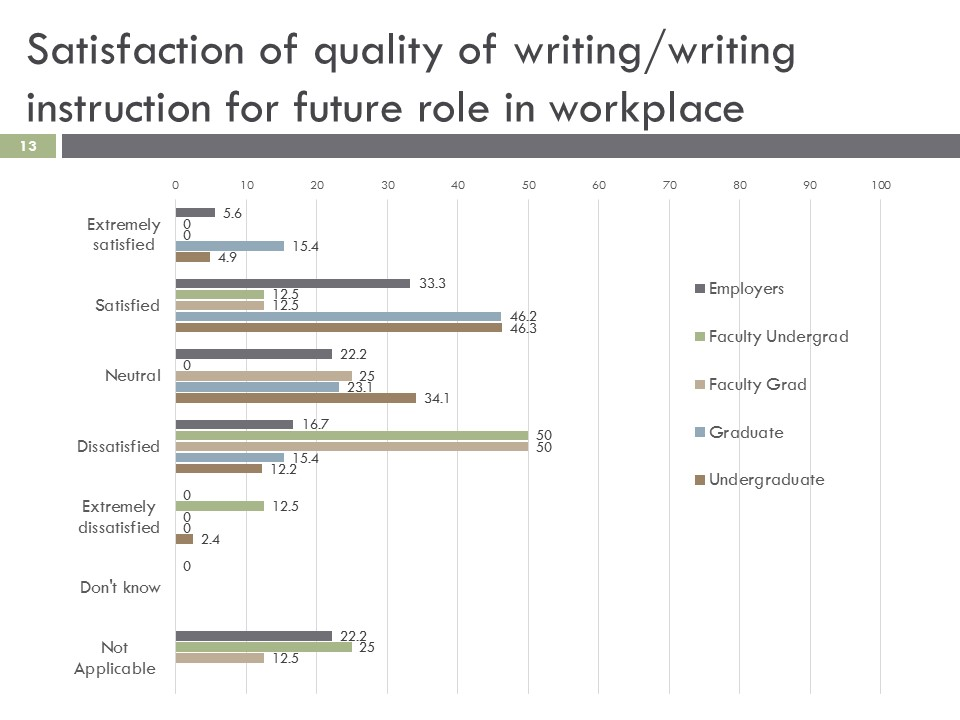 Satisfaction of quality of writing/writing
instruction for future role in workplace
13
0 10 20 30 40 50 60 70 80 90 100
Extremely
satisfied
5.6
0
0
15.4
4.9
Satisfied
33.3
12.5
12.5
46.2
46.3
Neutral
22.2
0
25
23.1
34.1
Dissatisfied
16.7
50
50
15.4
12.2
Extremely
dissatisfied
0
12.5
0
0
2.4
Don't know
0
Not
Applicable
22.2
25
12.5
Employers
Faculty Undergrad
Faculty Grad
Graduate
Undergraduate